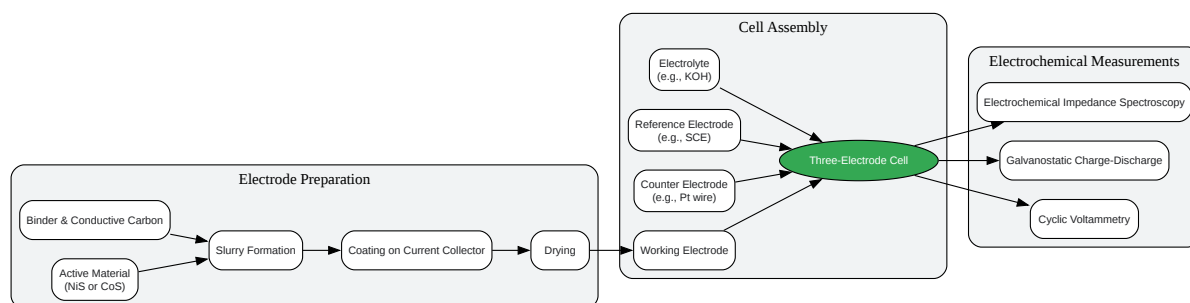 Electrode Preparation
Binder & Conductive Carbon
Active Material
(NiS or CoS)
Slurry Formation
Coating on Current Collector
Drying
Cell Assembly
Electrolyte
(e.g., KOH)
Reference Electrode
(e.g., SCE)
Counter Electrode
(e.g., Pt wire)
Working Electrode
Three-Electrode Cell
Electrochemical Measurements
Electrochemical Impedance Spectroscopy
Galvanostatic Charge-Discharge
Cyclic Voltammetry